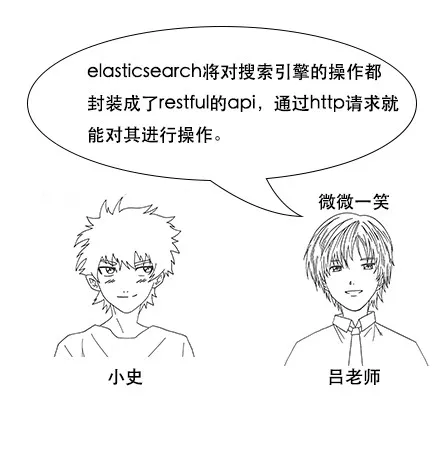 elasticsearch将对搜索引擎的操作都
封装成了restful的api，通过http请求就
能对其进行操作。
微微一笑
小史
吕老师